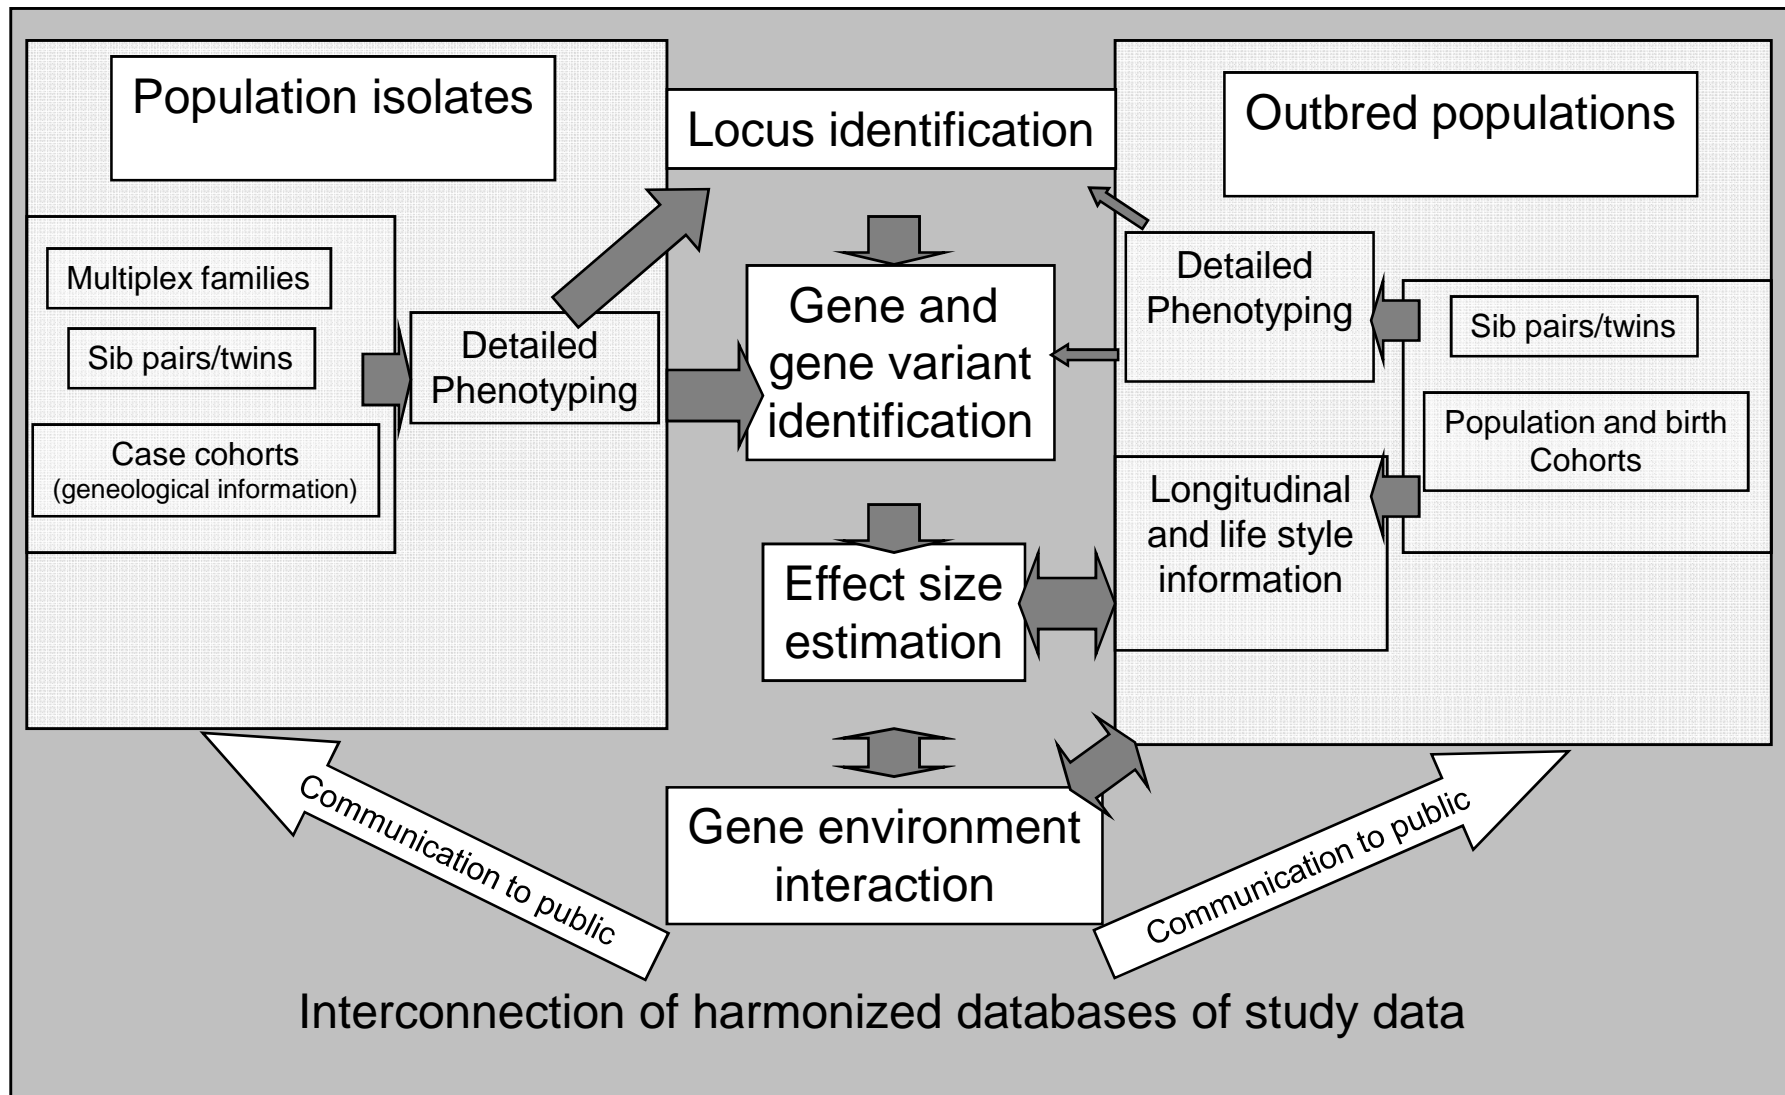 Population isolates
Locus identification
Outbred populations
Multiplex families
Sib pairs/twins
Case cohorts
(geneological information)
Detailed
Phenotyping
Gene and
gene variant
identification
Detailed
Phenotyping
Sib pairs/twins
Population and birth
Cohorts
Longitudinal
and life style
information
Effect size
estimation
Gene environment
interaction
Communication to public
Communication to public
Interconnection of harmonized databases of study data